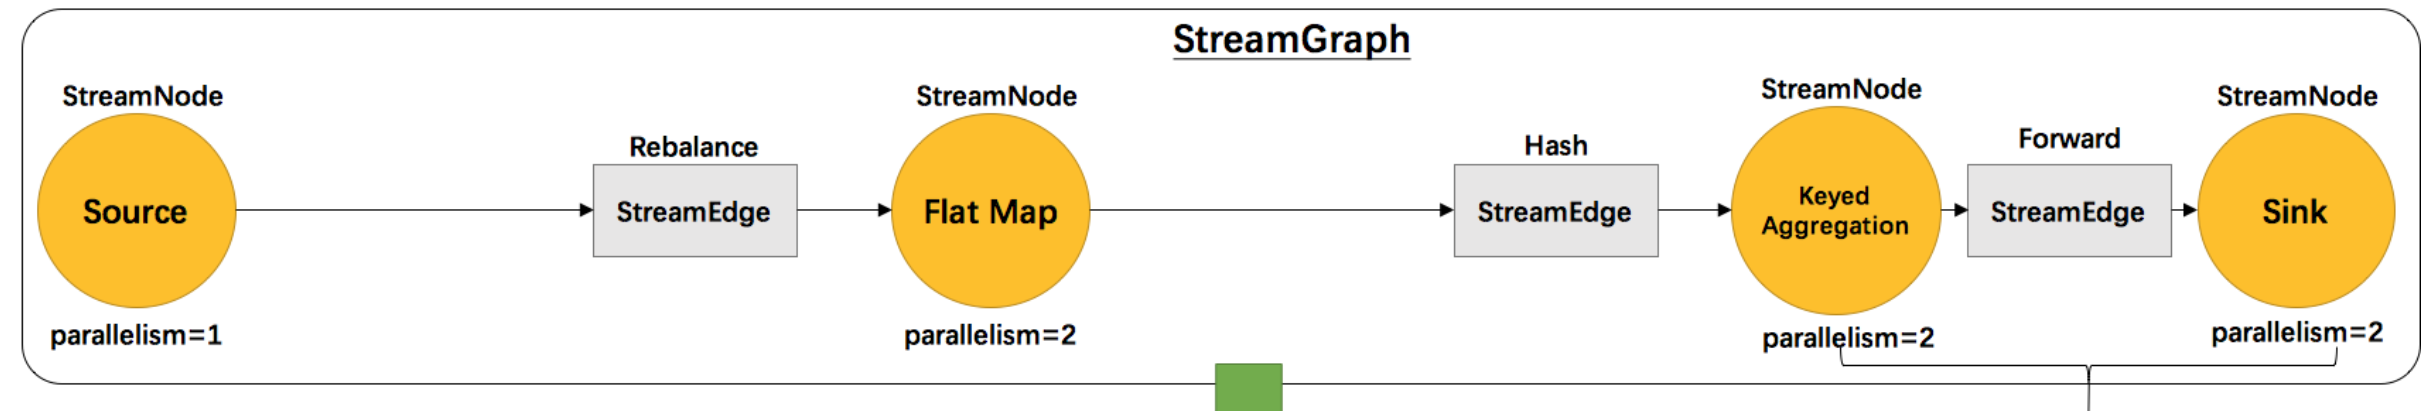 StreamGraph
StreamNode
Source
parallelism=1
Rebalance
StreamEdge
StreamNode
Flat Map
parallelism=2
Hash
StreamEdge
StreamNode
Keyed
Aggregation
parallelism=2
Forward
StreamEdge
StreamNode
Sink
parallelism=2